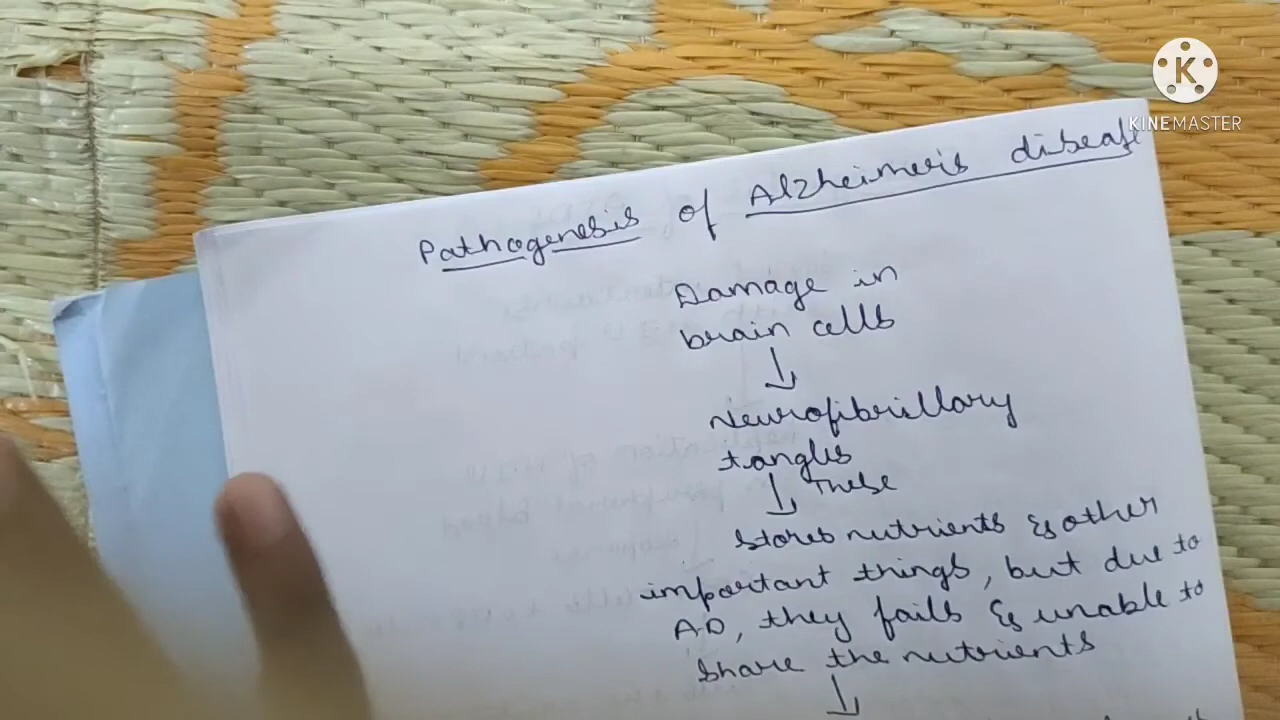 K
KINEMASTER
Pathogenesis of Alzheimer's disease
Damage in
brain cells
↓
Neurofibrillary
tangles
↓ These
stores nutrients & other
important things, but due to
AD, they fails & unable to
share the nutrients
↓